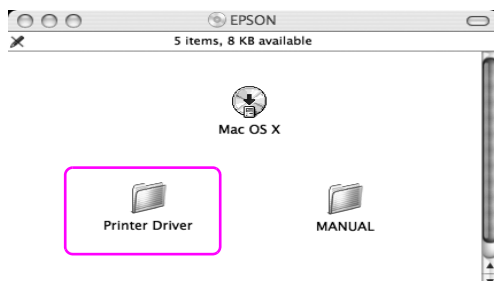 EPSON
5 items, 8 KB available
Mac OS X
Printer Driver
MANUAL